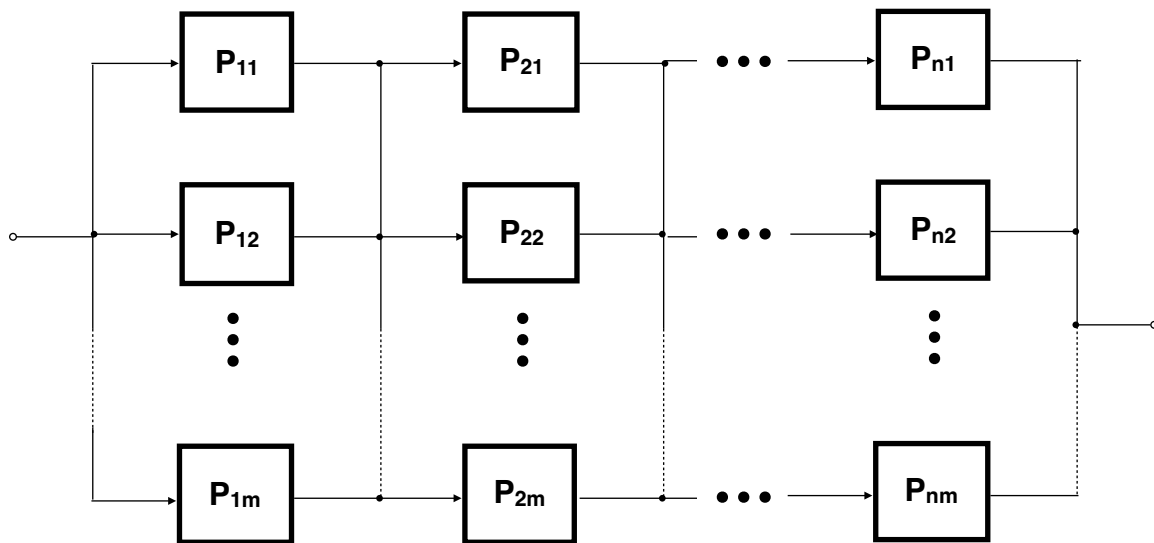 P11 P21 ••• Pn1
P12 P22 ••• Pn2
P1m P2m ••• Pnm